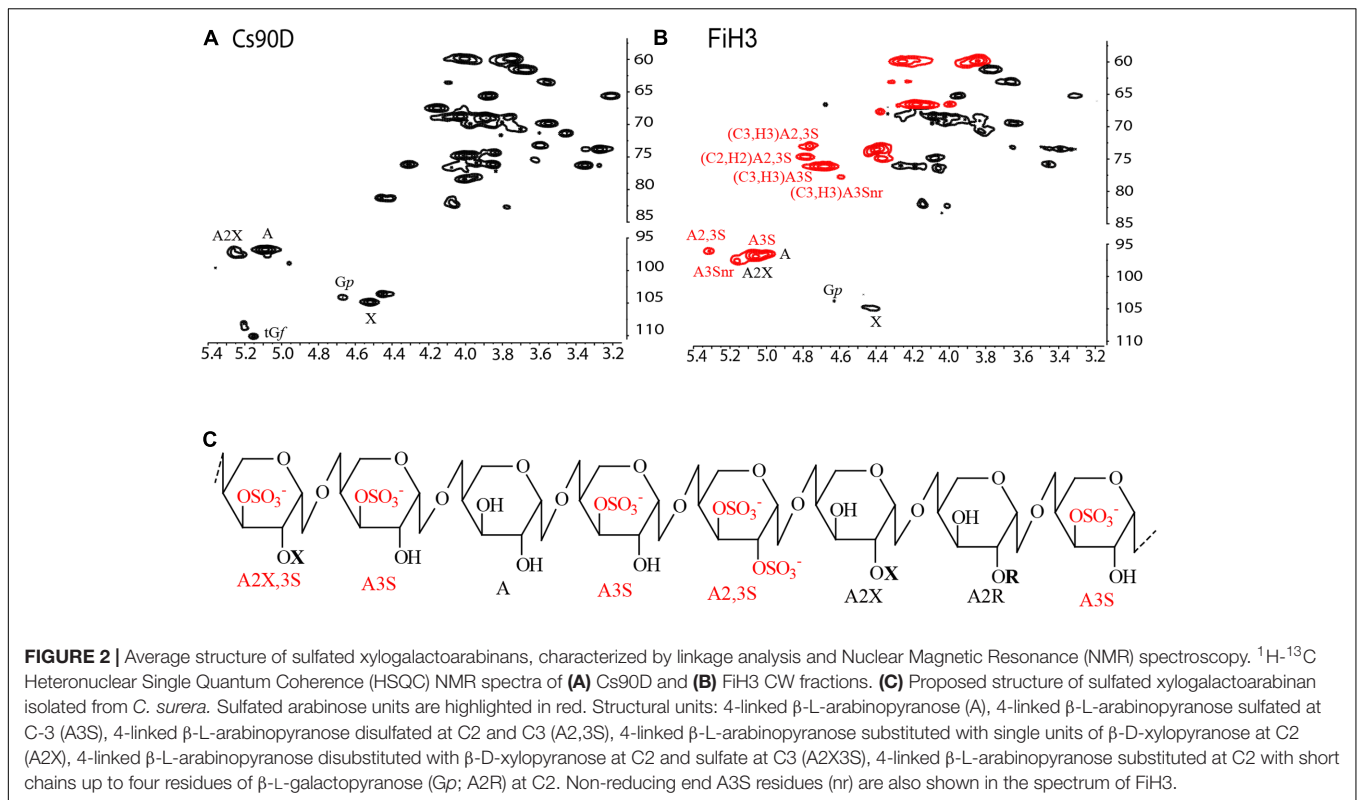 A Cs90D
B FiH3
60
65
70
75
80
85
95
100
105
110
A2X
A
Gp
X
tGf
5.4 5.2 5.0 4.8 4.6 4.4 4.2 4.0 3.8 3.6 3.4 3.2
(C3,H3)A2,3S
(C2,H2)A2,3S
(C3,H3)A3S
(C3,H3)A3Snr
A2,3S
A3S
A
A3Snr
A2X
Gp
X
60
65
70
75
80
85
95
100
105
110
5.4 5.2 5.0 4.8 4.6 4.4 4.2 4.0 3.8 3.6 3.4 3.2
C
O O O O O O O O
OSO₃⁻ OSO₃⁻ OH OSO₃⁻ OSO₃⁻ OH OH OSO₃⁻
O O O O O O O
OX OH OH OH OSO₃⁻ OX OR OH
A2X,3S A3S A A3S A2,3S A2X A2R A3S
FIGURE 2 | Average structure of sulfated xylogalactoarabinans, characterized by linkage analysis and Nuclear Magnetic Resonance (NMR) spectroscopy. ¹H-¹³C
Heteronuclear Single Quantum Coherence (HSQC) NMR spectra of (A) Cs90D and (B) FiH3 CW fractions. (C) Proposed structure of sulfated xylogalactoarabinan
isolated from C. surera. Sulfated arabinose units are highlighted in red. Structural units: 4-linked β-L-arabinopyranose (A), 4-linked β-L-arabinopyranose sulfated at
C-3 (A3S), 4-linked β-L-arabinopyranose disulfated at C2 and C3 (A2,3S), 4-linked β-L-arabinopyranose substituted with single units of β-D-xylopyranose at C2
(A2X), 4-linked β-L-arabinopyranose disubstituted with β-D-xylopyranose at C2 and sulfate at C3 (A2X3S), 4-linked β-L-arabinopyranose substituted at C2 with short
chains up to four residues of β-L-galactopyranose (Gp; A2R) at C2. Non-reducing end A3S residues (nr) are also shown in the spectrum of FiH3.